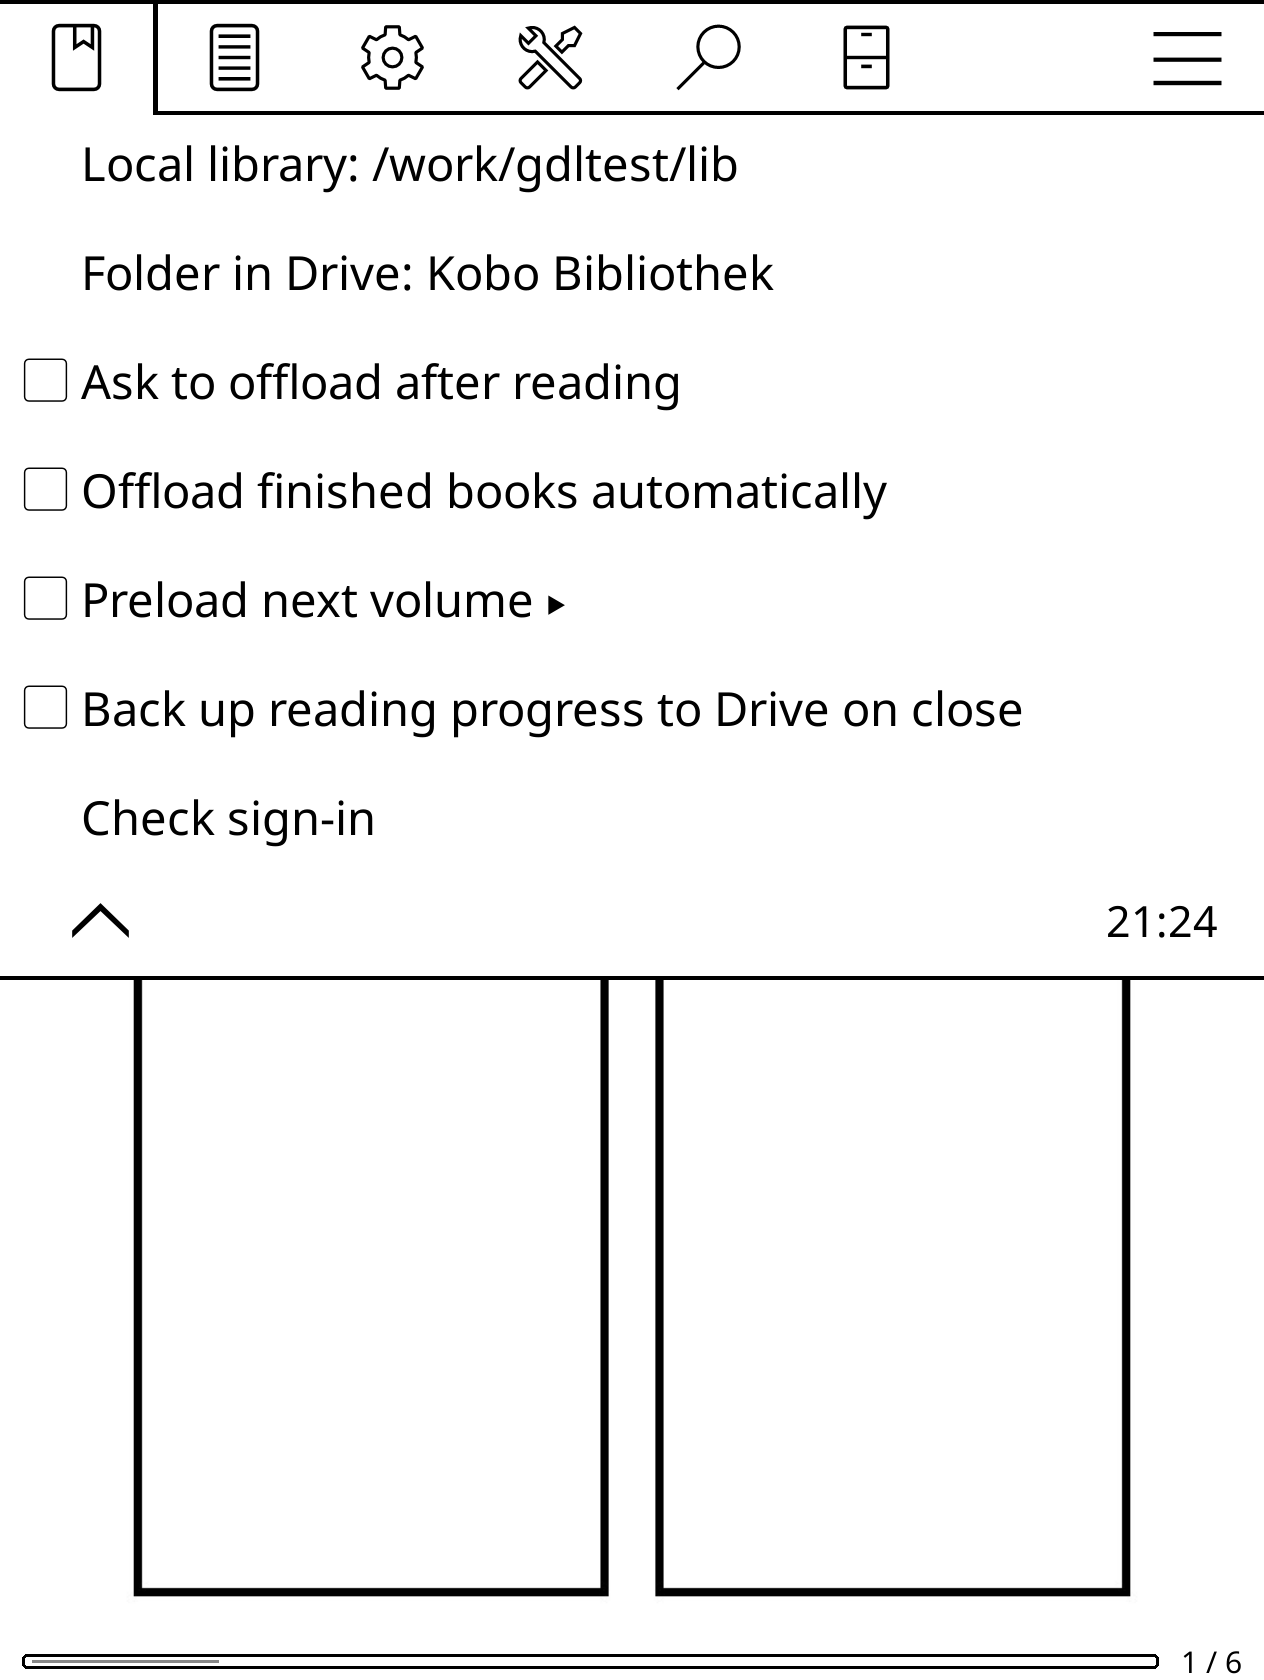 Local library: /work/gdltest/lib
Folder in Drive: Kobo Bibliothek
Ask to offload after reading
Offload finished books automatically
Preload next volume ▸
Back up reading progress to Drive on close
Check sign-in
21:24
1 / 6